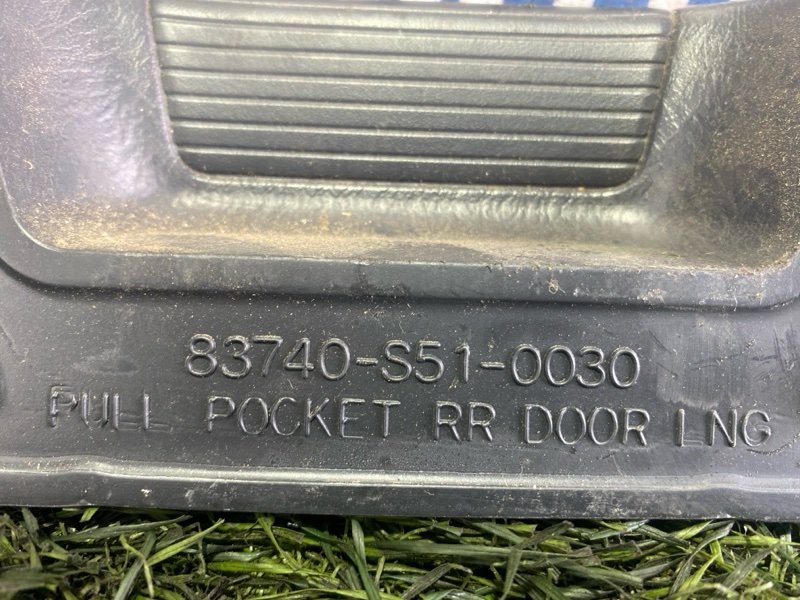 83740-S51-0030
PULL POCKET RR DOOR LNG